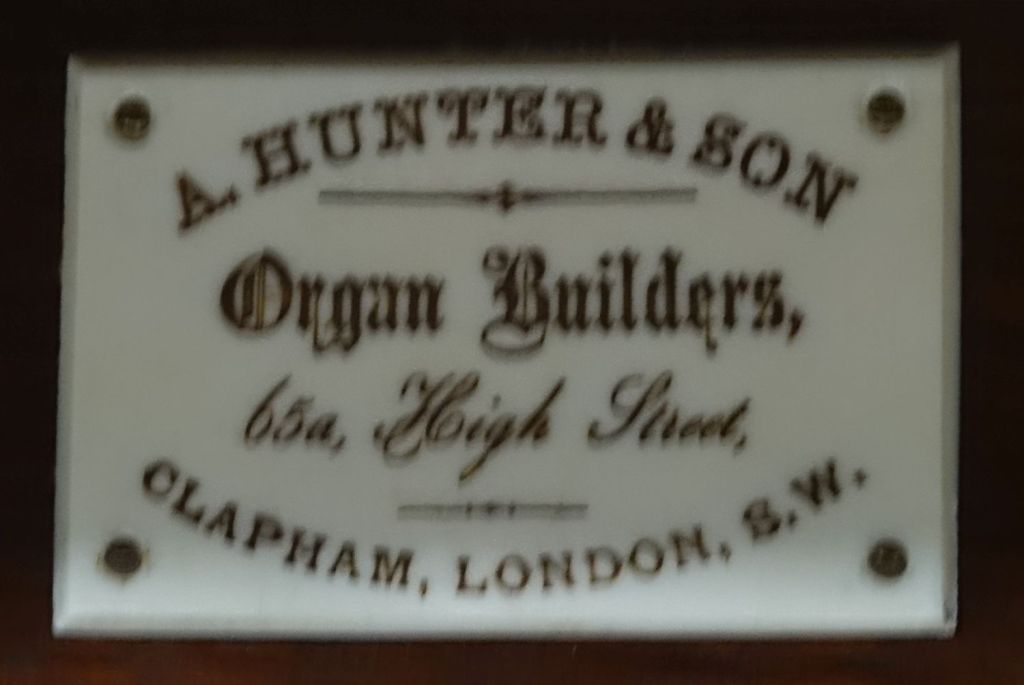 A. HUNTER & SON
Organ Builders,
65a, High Street,
CLAPHAM, LONDON, S.W.